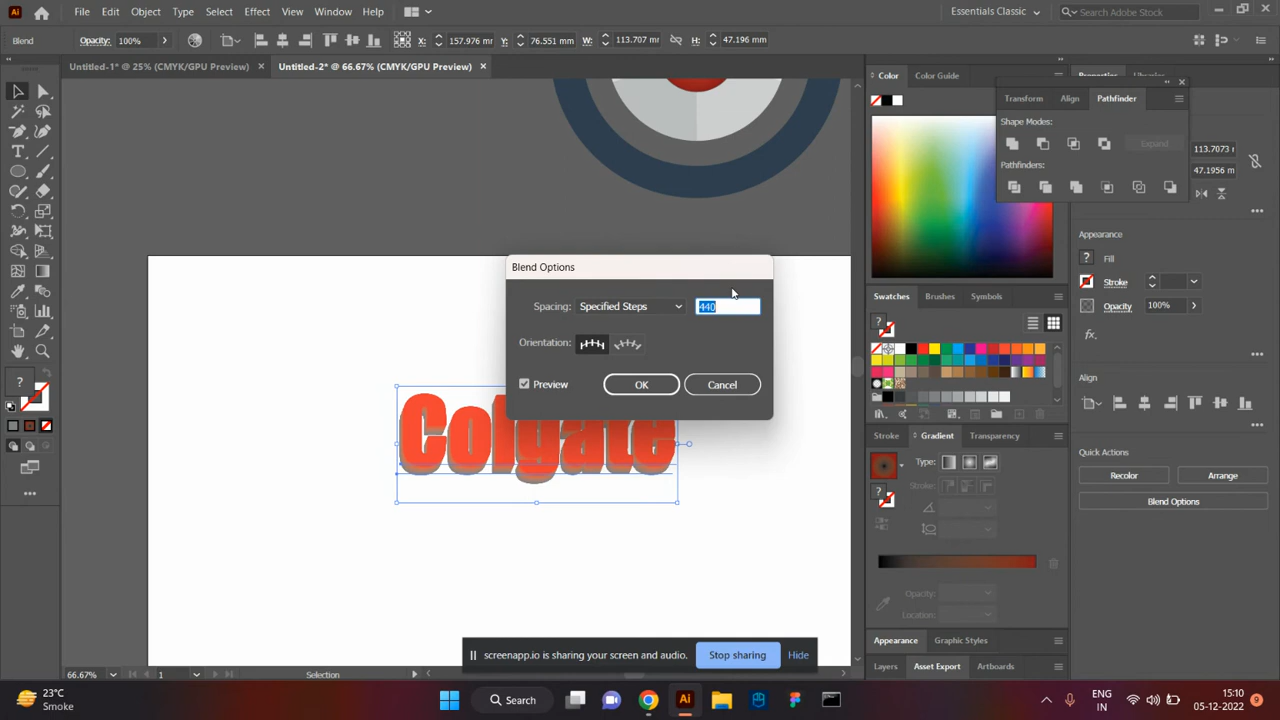 File Edit Object Type Select Effect View Window Help
Essentials Classic
Search Adobe Stock
Blend
Opacity: 100%
X: 157.976 mm
Y: 76.551 mm
W: 113.707 mm
H: 47.196 mm
Untitled-1* @ 25% (CMYK/GPU Preview)
Untitled-2* @ 66.67% (CMYK/GPU Preview)
Color
Color Guide
Properties
Libraries
Transform
Align
Pathfinder
Shape Modes:
Expand
Pathfinders:
113.7073 m
47.1956 m
Appearance
Fill
Stroke
Opacity 100%
Swatches
Brushes
Symbols
Align
Stroke
Gradient
Transparency
Type:
Stroke:
Opacity:
Location:
Quick Actions
Recolor
Arrange
Blend Options
Appearance
Graphic Styles
Layers
Asset Export
Artboards
Blend Options
Spacing: Specified Steps 440
Orientation:
Preview
OK
Cancel
Colgate
screenapp.io is sharing your screen and audio.
Stop sharing
Hide
66.67%
1
Selection
23°C
Smoke
Search
ENG
IN
15:10
05-12-2022